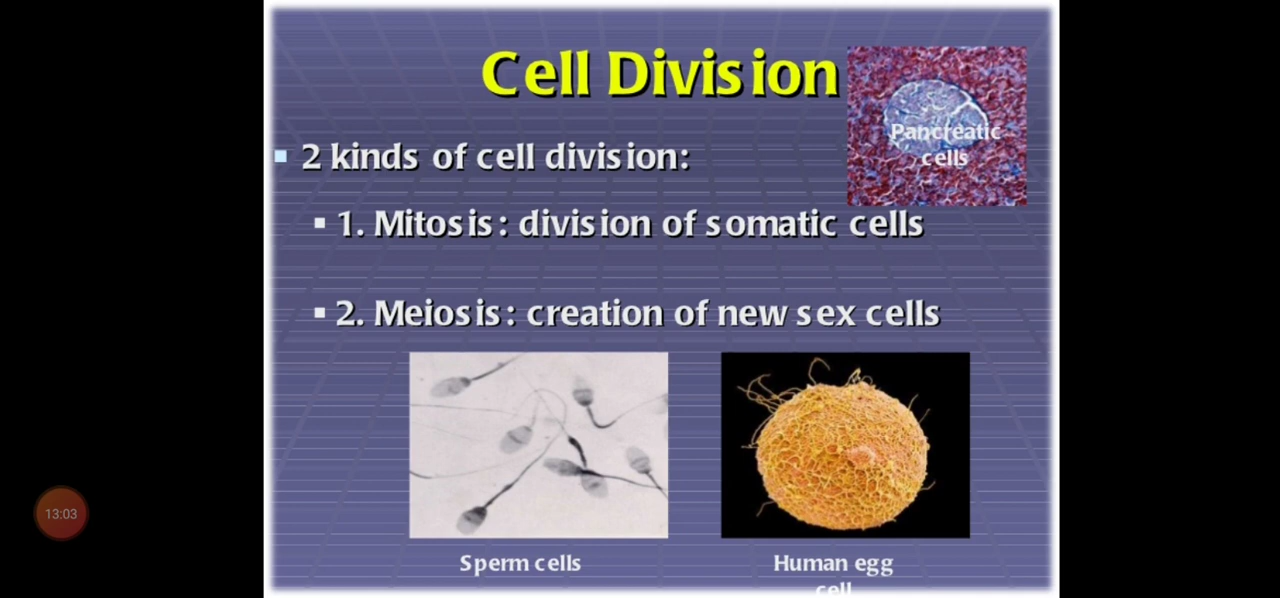 Cell Division
Pancreatic
cells
2 kinds of cell division:
1. Mitosis: division of somatic cells
2. Meiosis: creation of new sex cells
13:03
Sperm cells
Human egg
cell